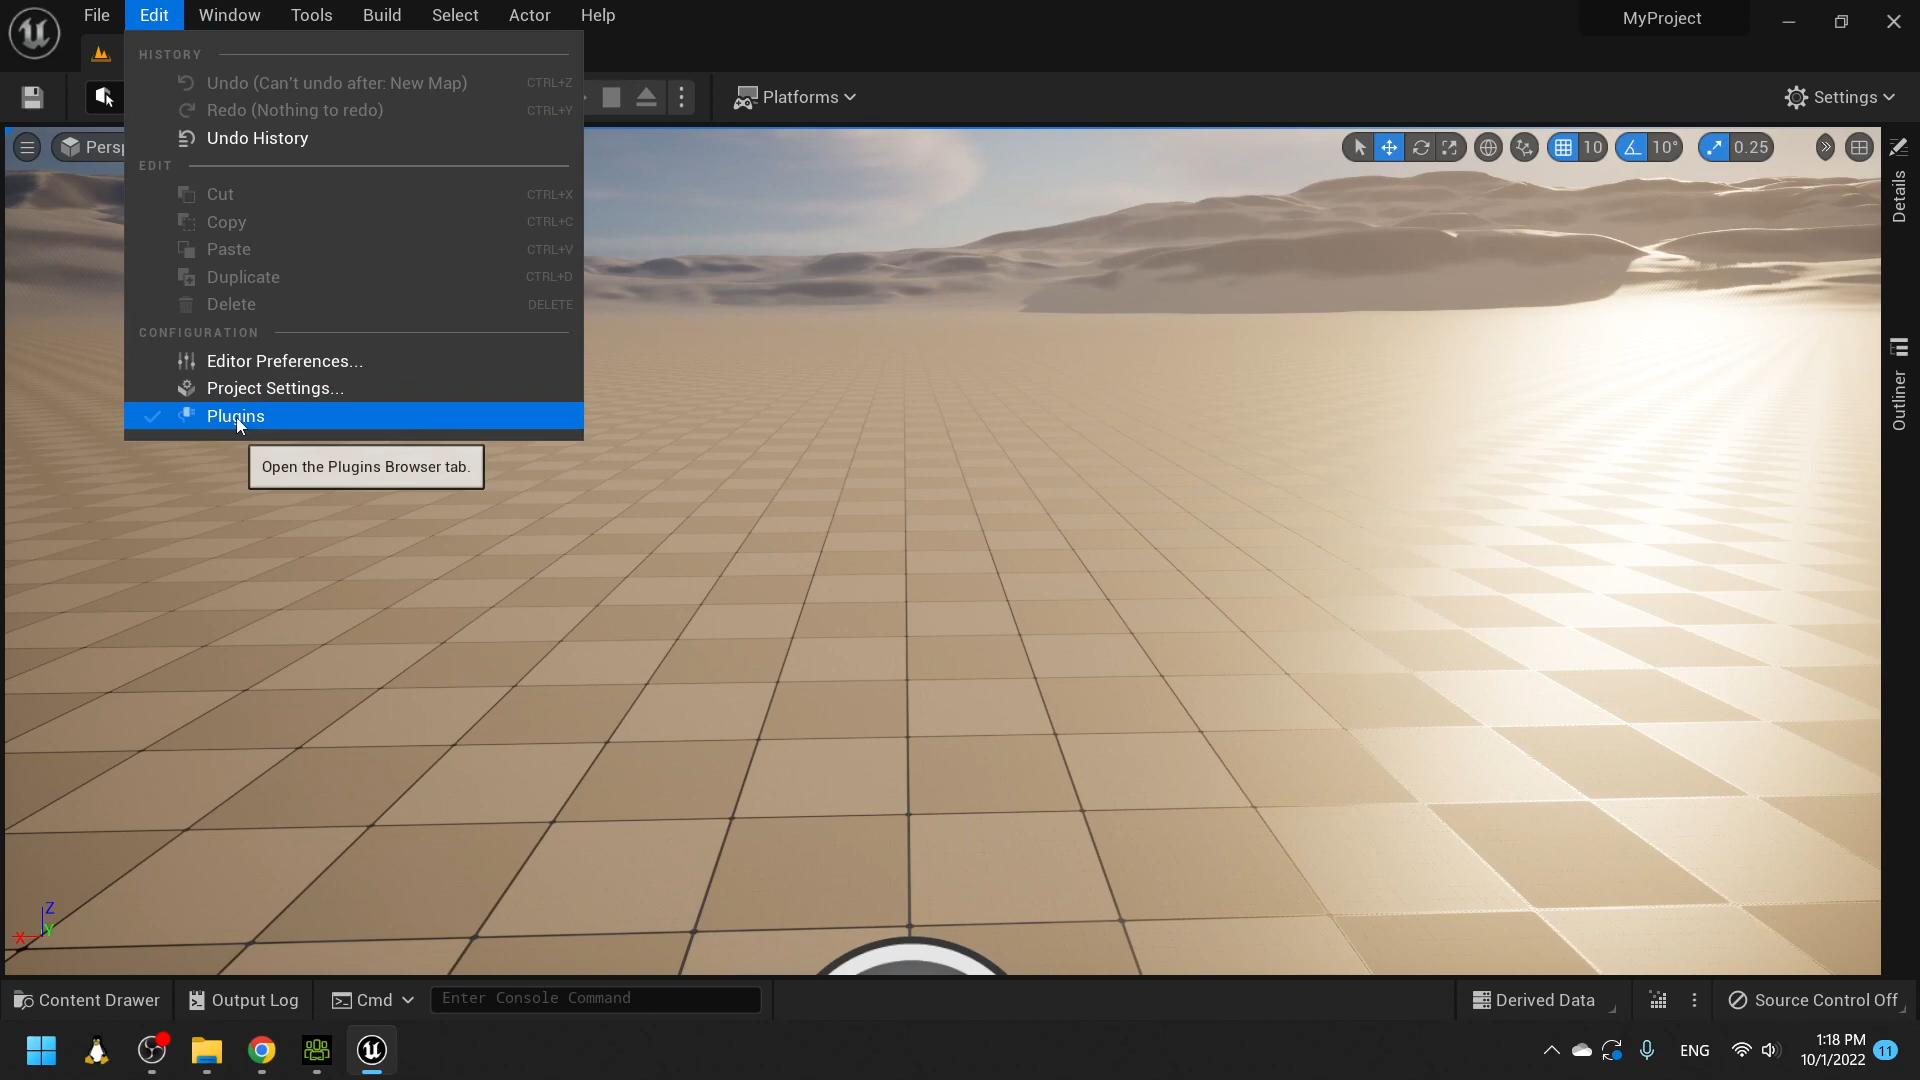 File Edit Window Tools Build Select Actor Help
MyProject
HISTORY
Undo (Can't undo after: New Map) CTRL+Z
Redo (Nothing to redo) CTRL+Y
Undo History
EDIT
Cut CTRL+X
Copy CTRL+C
Paste CTRL+V
Duplicate CTRL+D
Delete DELETE
CONFIGURATION
Editor Preferences...
Project Settings...
Plugins
Open the Plugins Browser tab.
Platforms
Settings
10 10° 0.25
Details
Outliner
Z
X Y
Content Drawer Output Log Cmd Enter Console Command Derived Data Source Control Off
ENG
1:18 PM
10/1/2022
11